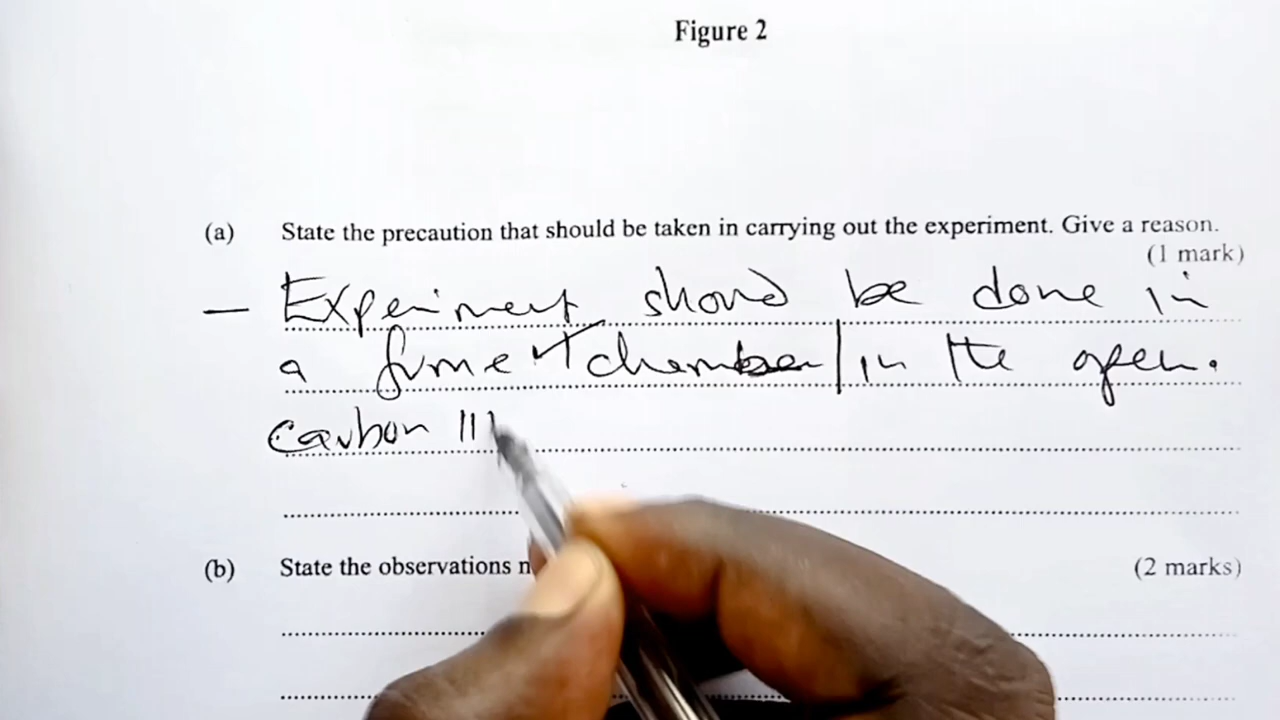 Figure 2
(a) State the precaution that should be taken in carrying out the experiment. Give a reason.
(1 mark)
— Experiment should be done in
a fume chamber/in the open.
Carbon II
(b) State the observations
(2 marks)